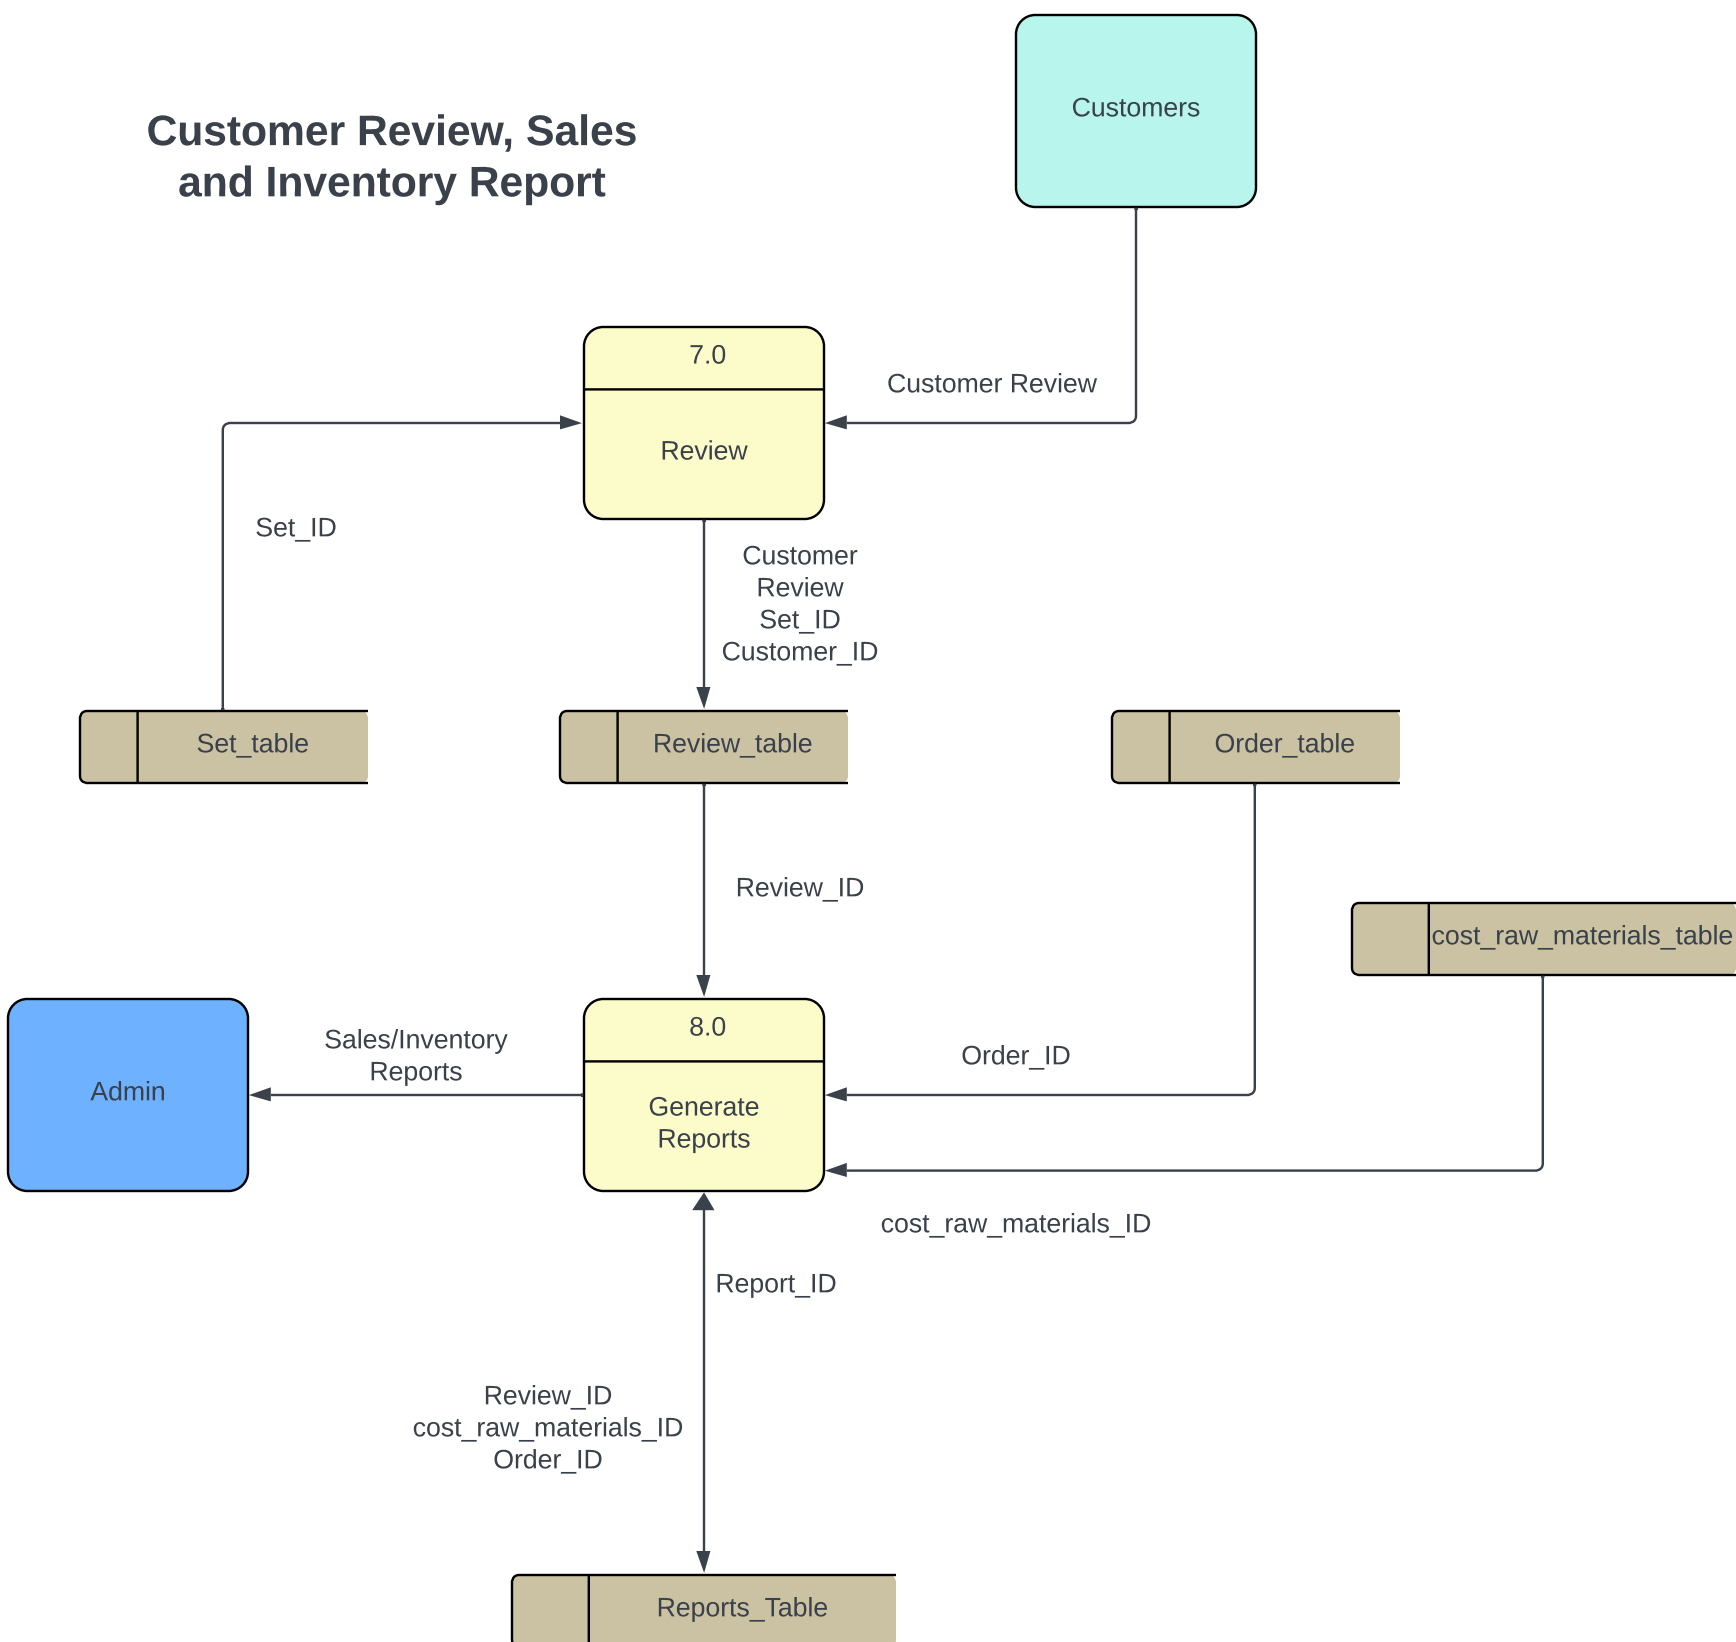 Customers
Customer Review, Sales
and Inventory Report
7.0
Review
Customer Review
Set_ID
Customer
Review
Set_ID
Customer_ID
Set_table
Review_table
Order_table
Review_ID
cost_raw_materials_table
Admin
Sales/Inventory
Reports
8.0
Generate
Reports
Order_ID
cost_raw_materials_ID
Report_ID
Review_ID
cost_raw_materials_ID
Order_ID
Reports_Table